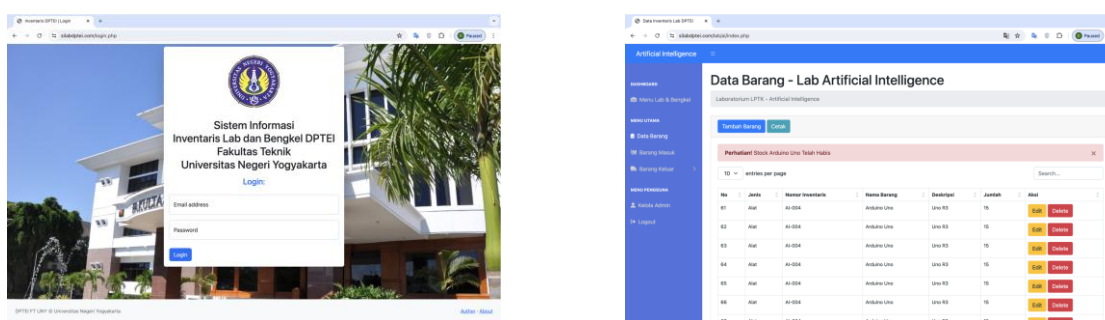 Inventaris DPTEI | Login
silabdptei.com/login.php
Paused
UNIVERSITAS NEGERI YOGYAKARTA
FAKULTA
Sistem Informasi
Inventaris Lab dan Bengkel DPTEI
Fakultas Teknik
Universitas Negeri Yogyakarta
Login:
Email address
Password
Login
DPTEI FT UNY © Universitas Negeri Yogyakarta
Author · About
Data Inventaris Lab DPTEI
Paused
Artificial Intelligence
DASHBOARD
Menu Lab & Bengkel
MENU UTAMA
Data Barang
Barang Masuk
Barang Keluar
MENU PENGGUNA
Kelola Admin
Logout
Data Barang - Lab Artificial Intelligence
Laboratorium LPTK - Artificial Intelligence
Tambah Barang Cetak
Perhatian! Stock Arduino Uno Telah Habis
10 entries per page Search...
No Jenis Nomor Inventaris Nama Barang Deskripsi Jumlah Aksi
61 Alat AI-004 Arduino Uno Uno R3 15 Edit Delete
62 Alat AI-004 Arduino Uno Uno R3 15 Edit Delete
63 Alat AI-004 Arduino Uno Uno R3 15 Edit Delete
64 Alat AI-004 Arduino Uno Uno R3 15 Edit Delete
65 Alat AI-004 Arduino Uno Uno R3 15 Edit Delete
66 Alat AI-004 Arduino Uno Uno R3 15 Edit Delete